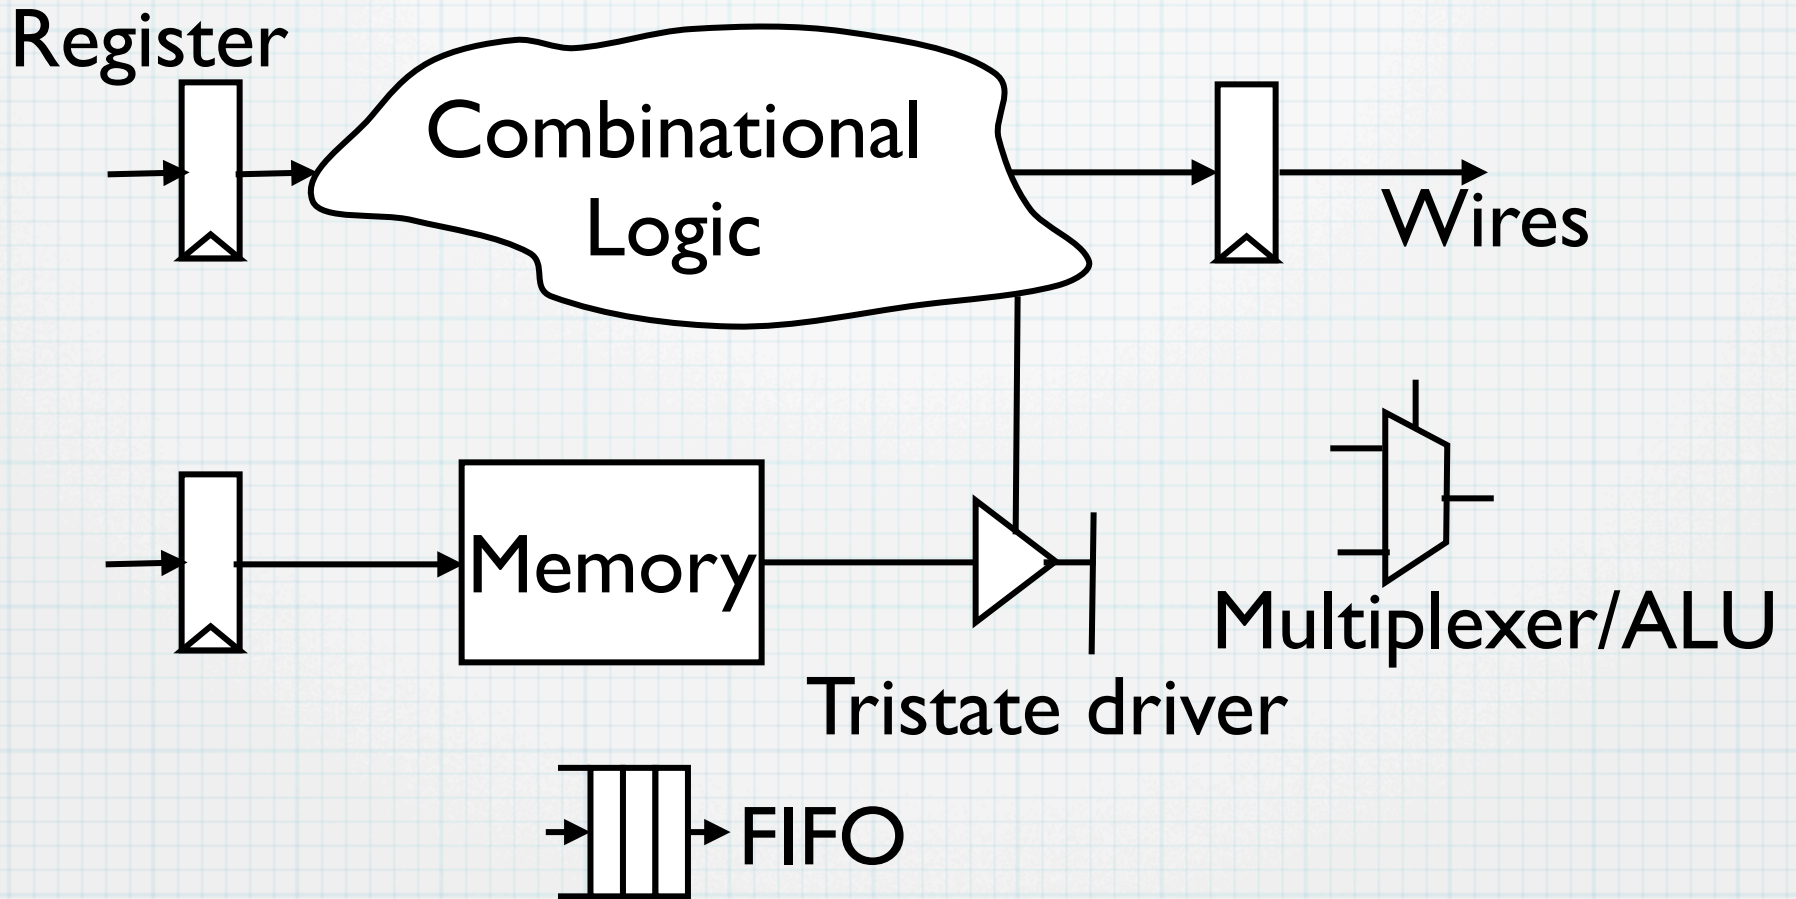 Register
Combinational
Logic
Wires
Memory
Multiplexer/ALU
Tristate driver
FIFO